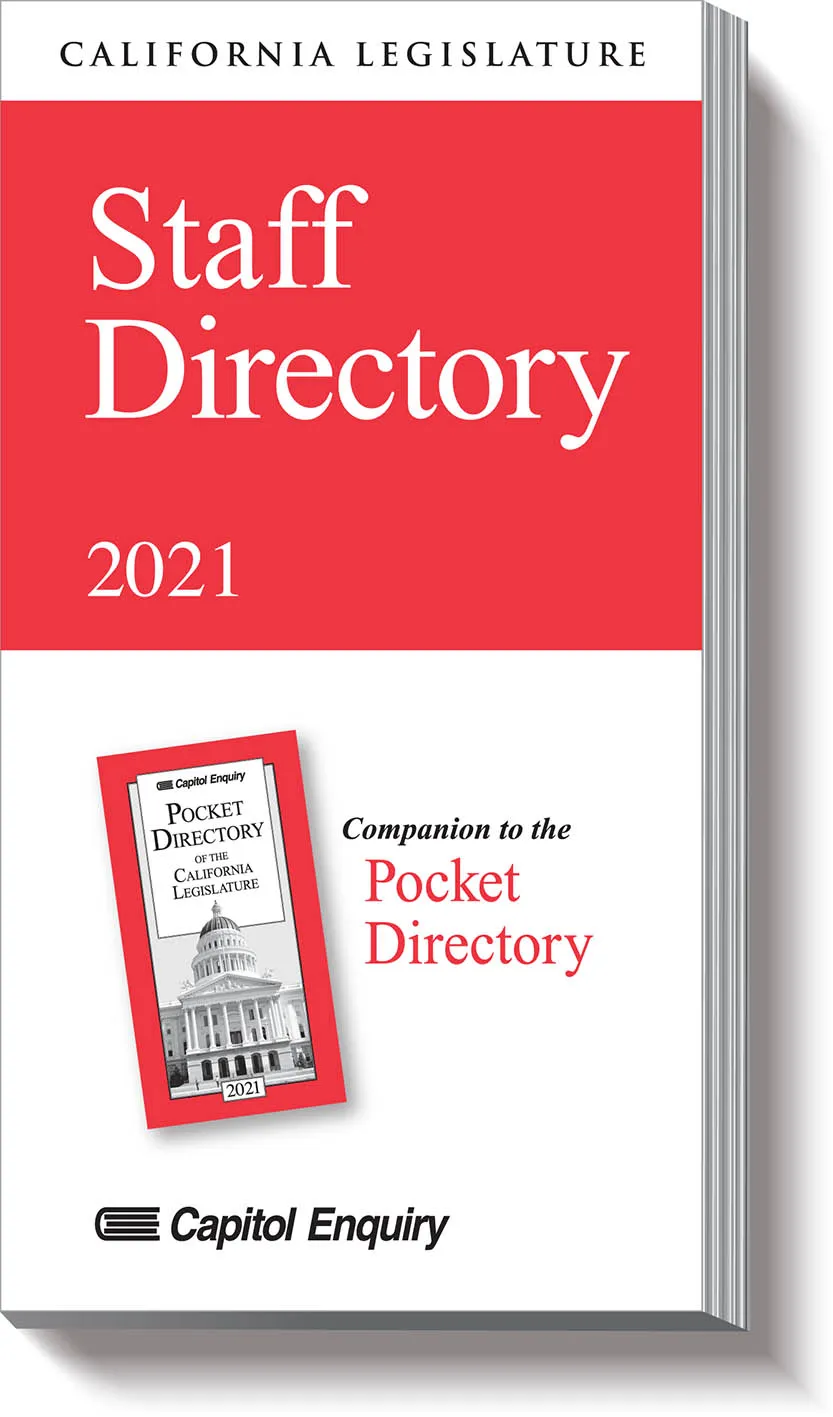 CALIFORNIA LEGISLATURE
Staff
Directory
2021
Capitol Enquiry
POCKET
DIRECTORY
OF THE
CALIFORNIA
LEGISLATURE
2021
Companion to the
Pocket
Directory
Capitol Enquiry